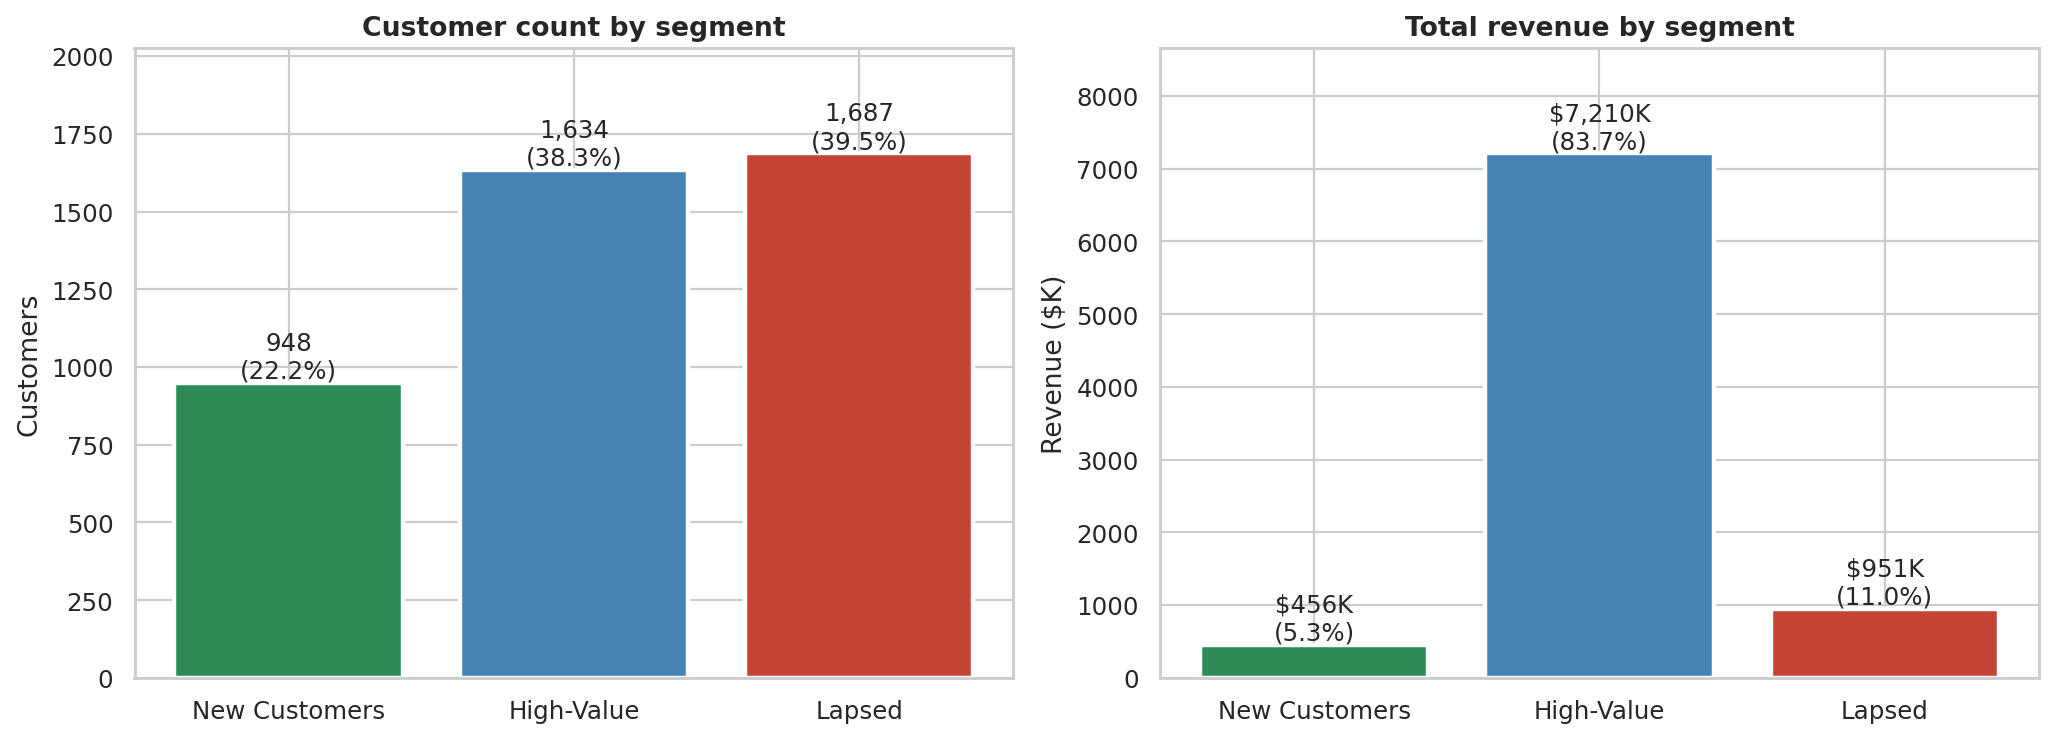 Customer count by segment
Customers
2000
1750
1500
1250
1000
750
500
250
0
948
(22.2%)
1,634
(38.3%)
1,687
(39.5%)
New Customers
High-Value
Lapsed
Total revenue by segment
Revenue ($K)
8000
7000
6000
5000
4000
3000
2000
1000
0
$456K
(5.3%)
$7,210K
(83.7%)
$951K
(11.0%)
New Customers
High-Value
Lapsed